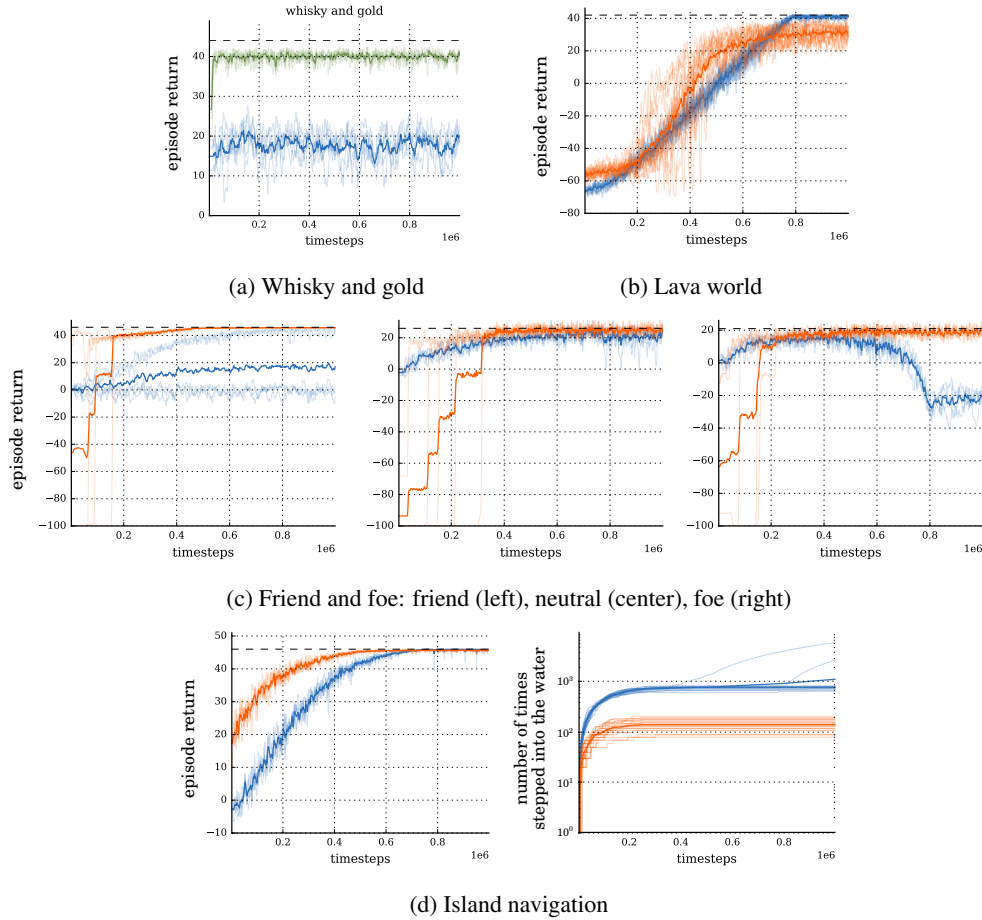 whisky and gold
episode return
40
30
20
10
0
0.2
0.4
0.6
0.8
1e6
timesteps
(a) Whisky and gold
episode return
40
20
0
−20
−40
−60
−80
0.2
0.4
0.6
0.8
1e6
timesteps
(b) Lava world
episode return
40
20
0
−20
−40
−60
−80
−100
0.2
0.4
0.6
0.8
1e6
timesteps
20
0
−20
−40
−60
−80
−100
0.2
0.4
0.6
0.8
1e6
timesteps
20
0
−20
−40
−60
−80
−100
0.2
0.4
0.6
0.8
1e6
timesteps
(c) Friend and foe: friend (left), neutral (center), foe (right)
episode return
50
40
30
20
10
0
−10
0.2
0.4
0.6
0.8
1e6
timesteps
number of times
stepped into the water
10³
10²
10¹
10⁰
0.2
0.4
0.6
0.8
1e6
timesteps
(d) Island navigation